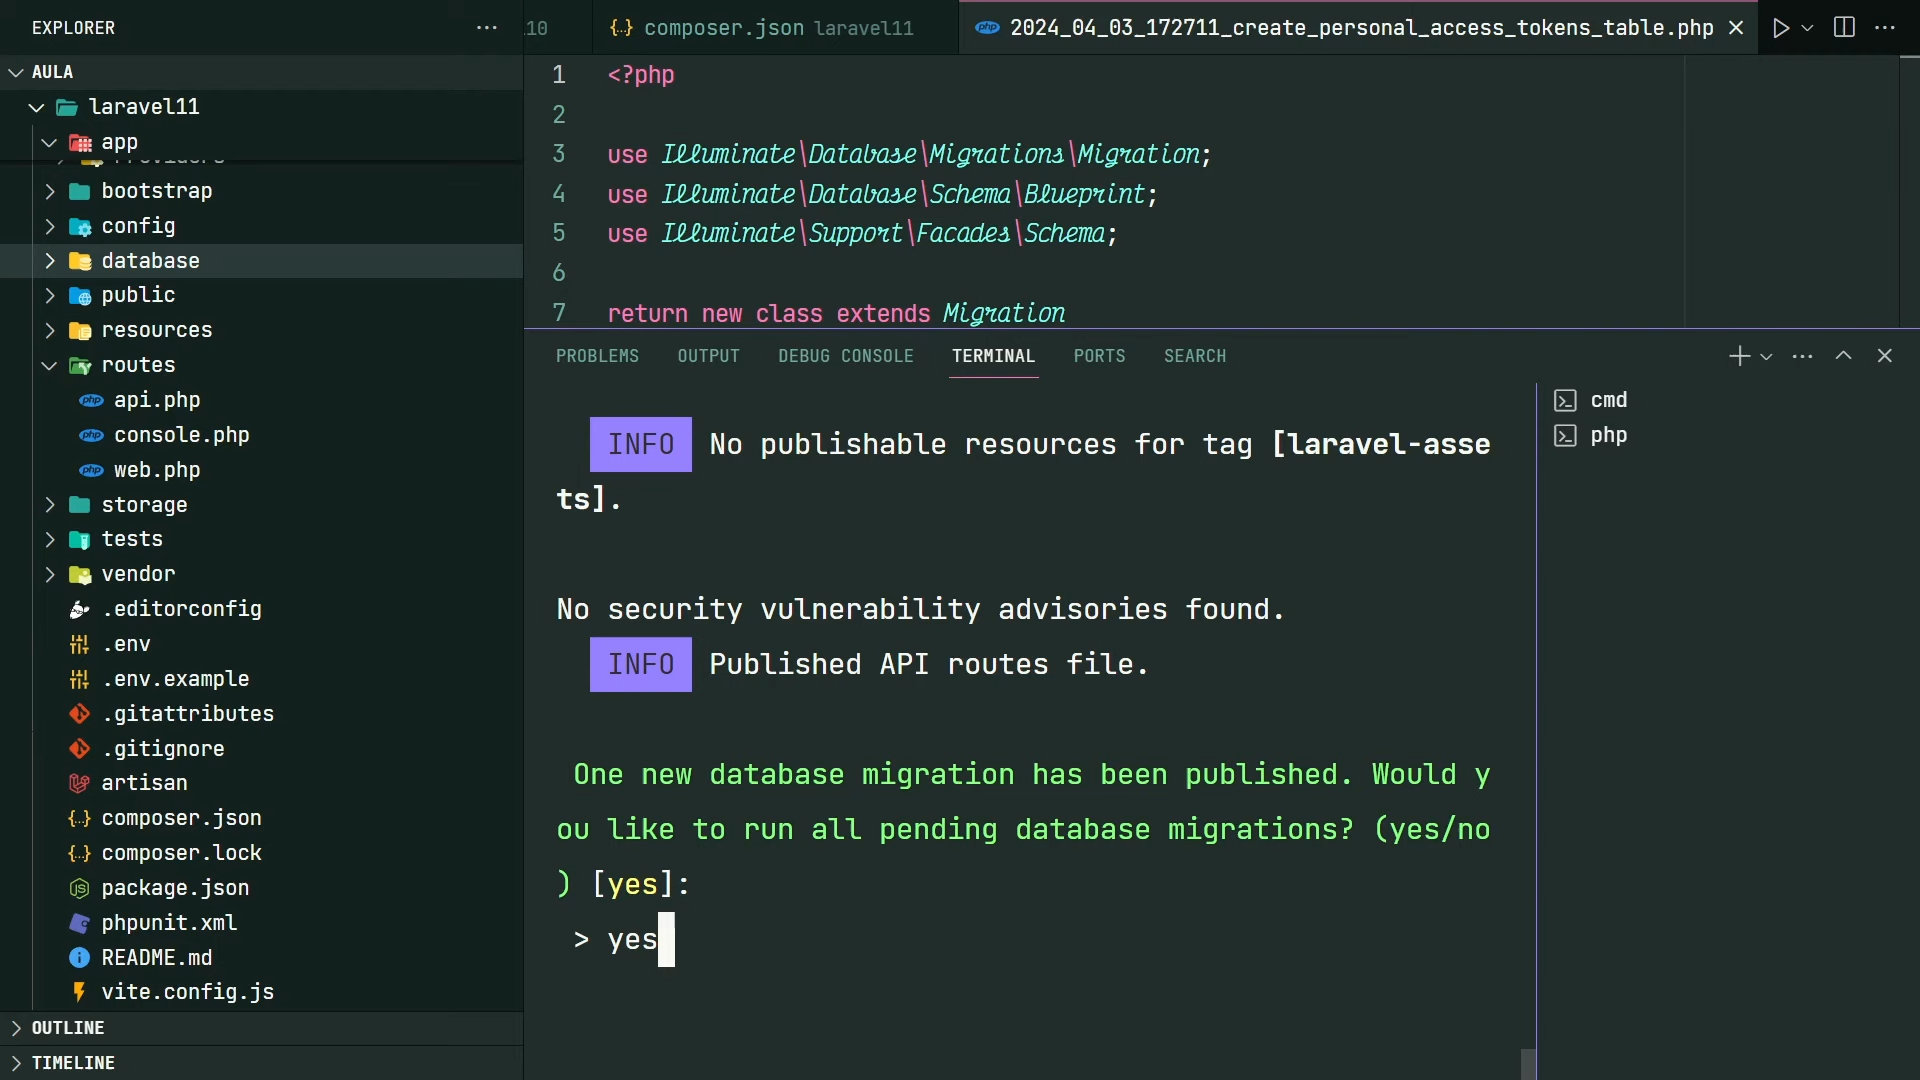 EXPLORER
AULA
laravel11
app
bootstrap
config
database
public
resources
routes
api.php
console.php
web.php
storage
tests
vendor
.editorconfig
.env
.env.example
.gitattributes
.gitignore
artisan
composer.json
composer.lock
package.json
phpunit.xml
README.md
vite.config.js
OUTLINE
TIMELINE
10
{..} composer.json laravel11
php 2024_04_03_172711_create_personal_access_tokens_table.php
1 <?php
2
3 use Illuminate\Database\Migrations\Migration;
4 use Illuminate\Database\Schema\Blueprint;
5 use Illuminate\Support\Facades\Schema;
6
7 return new class extends Migration
PROBLEMS OUTPUT DEBUG CONSOLE TERMINAL PORTS SEARCH
INFO No publishable resources for tag [laravel-asse
ts].
No security vulnerability advisories found.
INFO Published API routes file.
One new database migration has been published. Would y
ou like to run all pending database migrations? (yes/no
) [yes]:
> yes
cmd
php